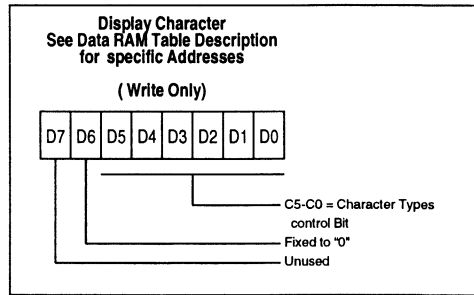 Display Character
See Data RAM Table Description
for specific Addresses
( Write Only)
D7 D6 D5 D4 D3 D2 D1 D0
C5-C0 = Character Types
control Bit
Fixed to "0"
Unused